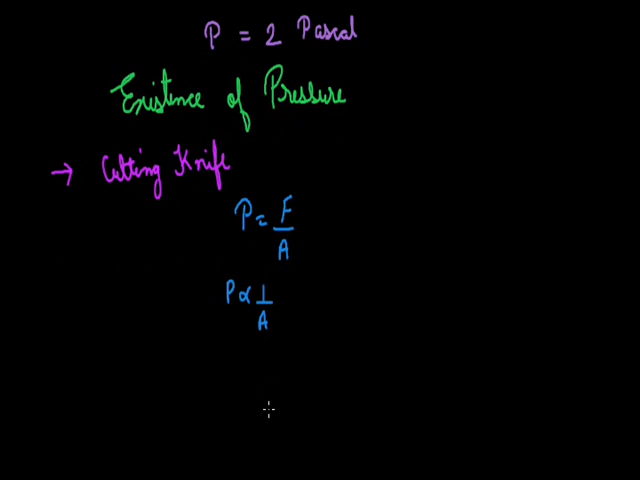 P = 2 Pascal
Existence of Pressure
→ Cutting Knife
P = F/A
P ∝ 1/A